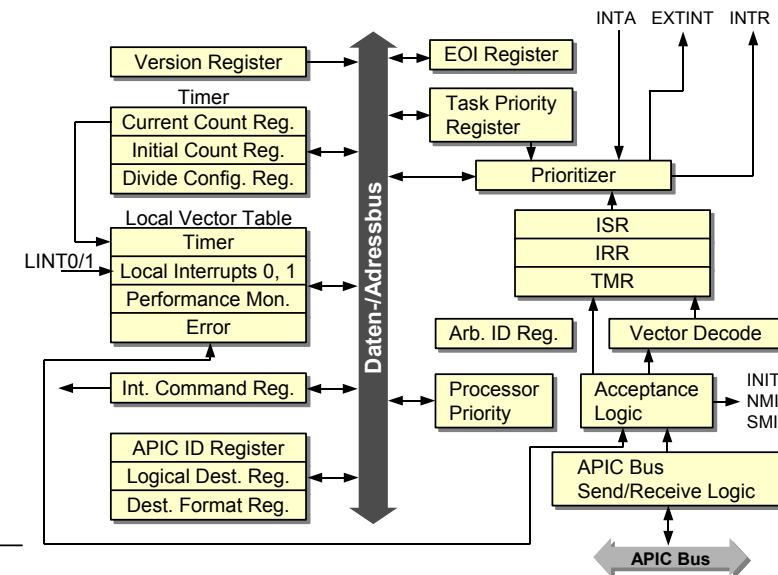 INTA EXTINT INTR
Version Register
EOI Register
Timer
Current Count Reg.
Initial Count Reg.
Divide Config. Reg.
Task Priority
Register
Prioritizer
Local Vector Table
Timer
Local Interrupts 0, 1
Performance Mon.
Error
LINT0/1
Daten-/Adressbus
ISR
IRR
TMR
Arb. ID Reg.
Vector Decode
Int. Command Reg.
Processor
Priority
Acceptance
Logic
INIT
NMI
SMI
APIC ID Register
Logical Dest. Reg.
Dest. Format Reg.
APIC Bus
Send/Receive Logic
APIC Bus